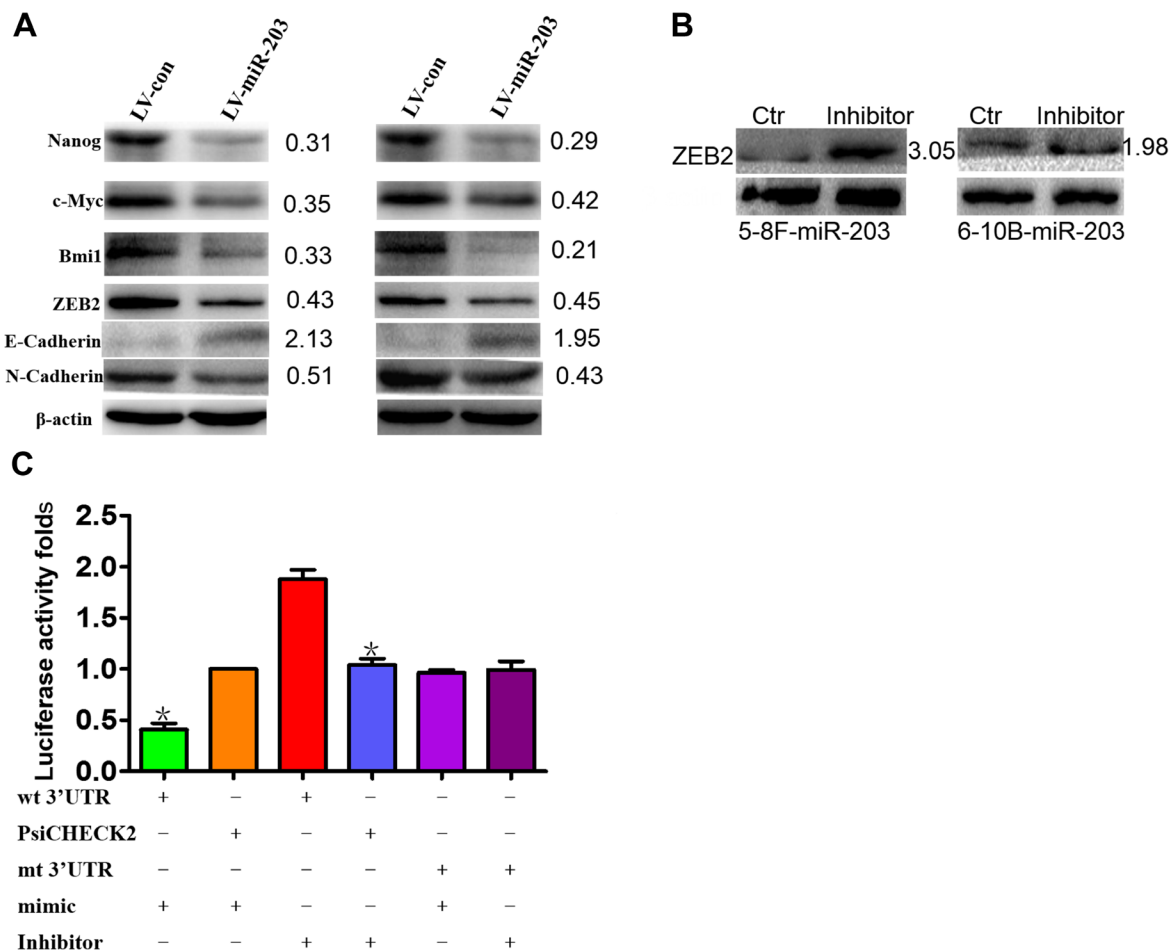 A
LV-con LV-miR-203 LV-con LV-miR-203
Nanog 0.31 0.29
c-Myc 0.35 0.42
Bmi1 0.33 0.21
ZEB2 0.43 0.45
E-Cadherin 2.13 1.95
N-Cadherin 0.51 0.43
β-actin
B
Ctr Inhibitor Ctr Inhibitor
ZEB2 3.05 1.98
5-8F-miR-203 6-10B-miR-203
C
Luciferase activity folds
2.5
2.0
1.5
1.0
0.5
0.0
* *
wt 3’UTR + − + − − −
PsiCHECK2 − + − + − −
mt 3’UTR − − − − + +
mimic + + − − + −
Inhibitor − − + + − +